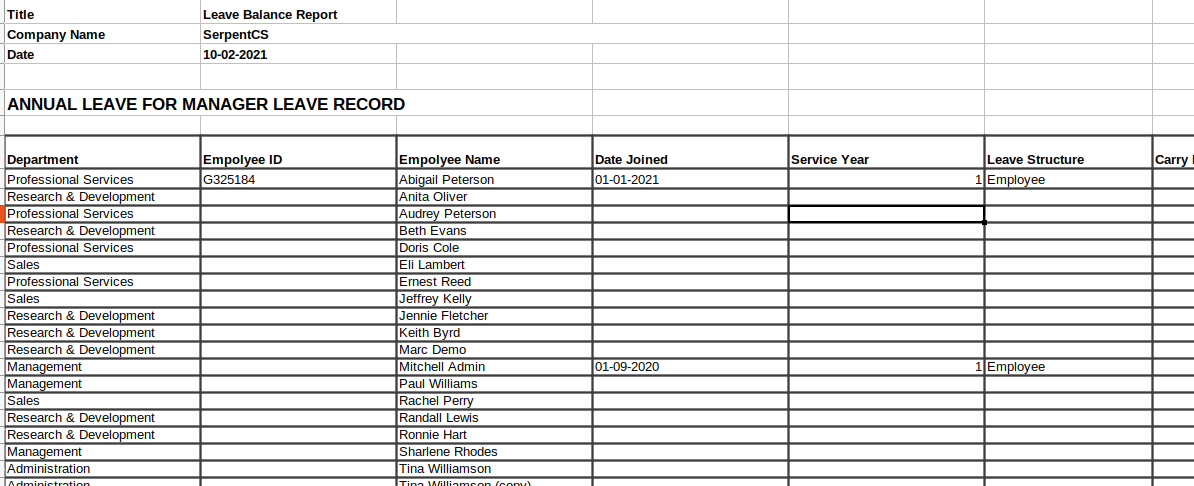 Title Leave Balance Report
Company Name SerpentCS
Date 10-02-2021
ANNUAL LEAVE FOR MANAGER LEAVE RECORD
Department Empolyee ID Empolyee Name Date Joined Service Year Leave Structure Carry
Professional Services G325184 Abigail Peterson 01-01-2021 1 Employee
Research & Development Anita Oliver
Professional Services Audrey Peterson
Research & Development Beth Evans
Professional Services Doris Cole
Sales Eli Lambert
Professional Services Ernest Reed
Sales Jeffrey Kelly
Research & Development Jennie Fletcher
Research & Development Keith Byrd
Research & Development Marc Demo
Management Mitchell Admin 01-09-2020 1 Employee
Management Paul Williams
Sales Rachel Perry
Research & Development Randall Lewis
Research & Development Ronnie Hart
Management Sharlene Rhodes
Administration Tina Williamson
Administration Tina Williamson (copy)